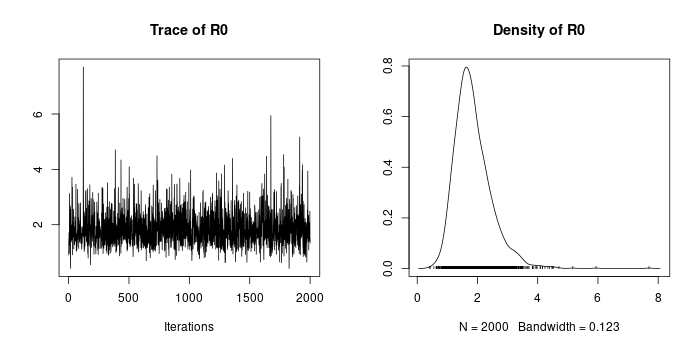 Trace of R0
6
4
2
0 500 1000 1500 2000
Iterations
Density of R0
0.8
0.6
0.4
0.2
0.0
0 2 4 6 8
N = 2000 Bandwidth = 0.123